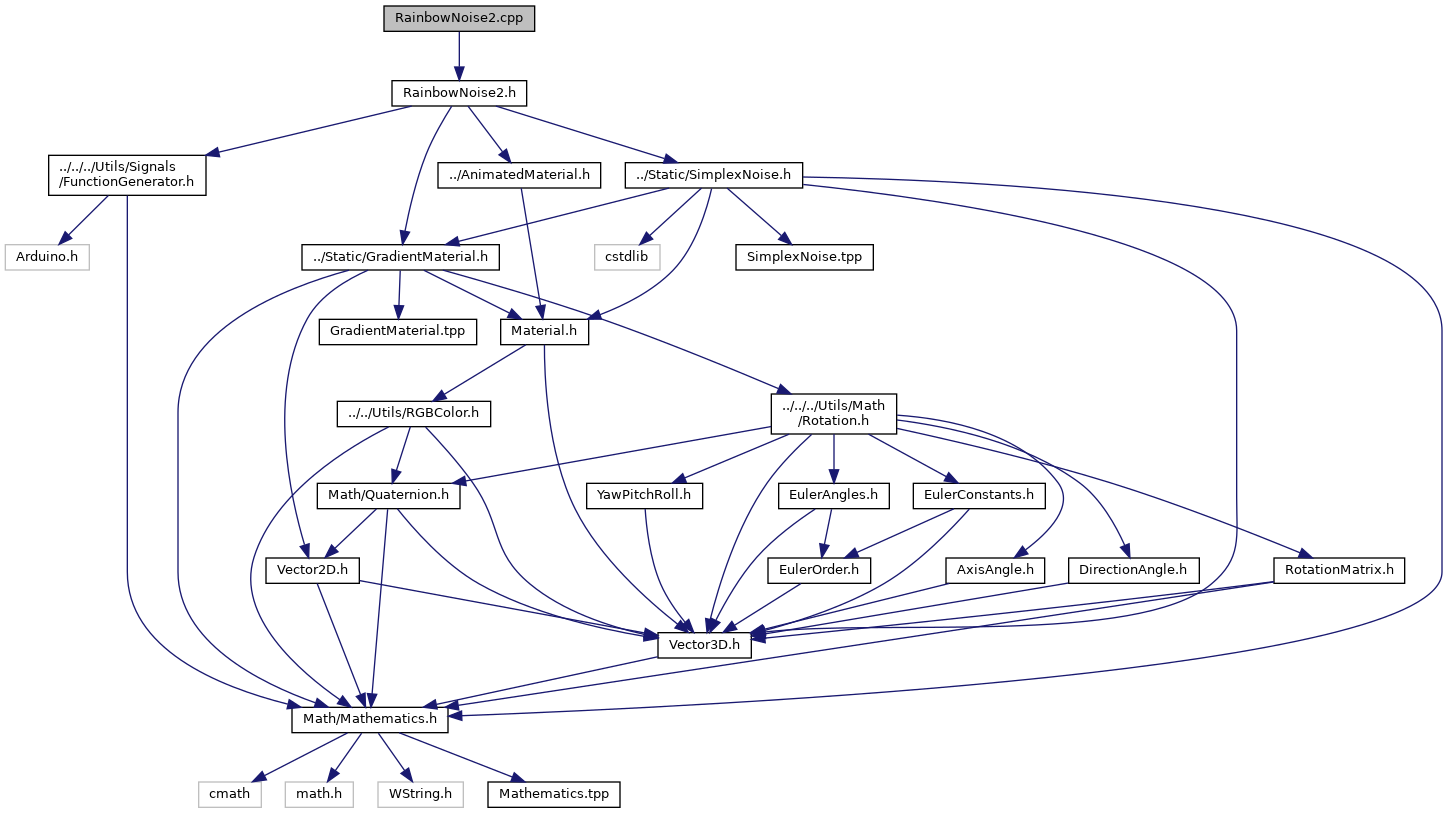 RainbowNoise2.cpp
RainbowNoise2.h
../../../Utils/Signals
/FunctionGenerator.h
../AnimatedMaterial.h
../Static/SimplexNoise.h
Arduino.h
../Static/GradientMaterial.h
cstdlib
SimplexNoise.tpp
GradientMaterial.tpp
Material.h
../../Utils/RGBColor.h
../../../Utils/Math
/Rotation.h
Math/Quaternion.h
YawPitchRoll.h
EulerAngles.h
EulerConstants.h
Vector2D.h
EulerOrder.h
AxisAngle.h
DirectionAngle.h
RotationMatrix.h
Vector3D.h
Math/Mathematics.h
cmath
math.h
WString.h
Mathematics.tpp